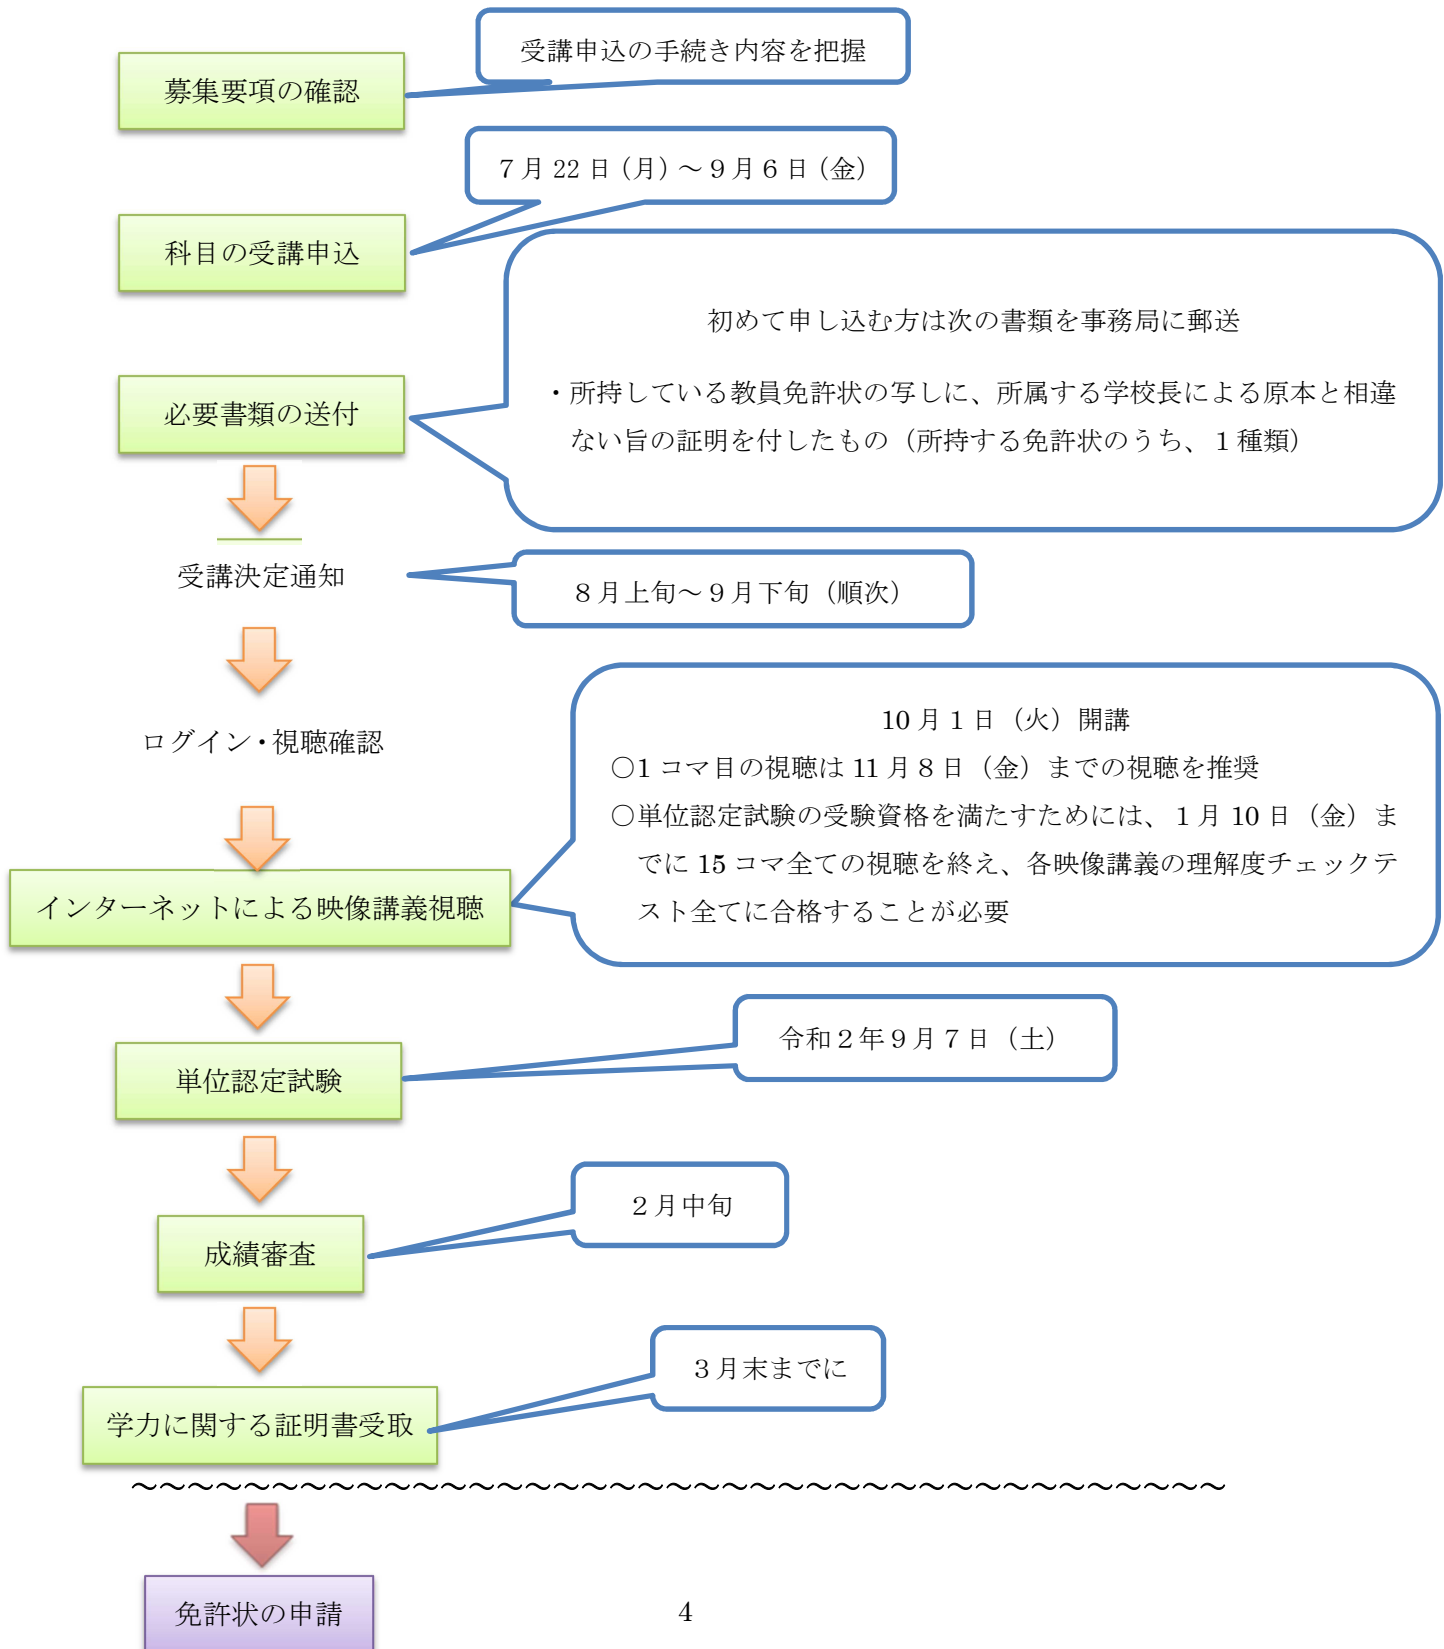 受講申込の手続き内容を把握
募集要項の確認
７月 22 日（月）～９月６日（金）
科目の受講申込
初めて申し込む方は次の書類を事務局に郵送
・所持している教員免許状の写しに、所属する学校長による原本と相違
ない旨の証明を付したもの（所持する免許状のうち、１種類）
必要書類の送付
受講決定通知
８月上旬～９月下旬（順次）
ログイン・視聴確認
10 月１日（火）開講
○1 コマ目の視聴は 11 月８日（金）までの視聴を推奨
○単位認定試験の受験資格を満たすためには、１月 10 日（金）ま
でに 15 コマ全ての視聴を終え、各映像講義の理解度チェックテ
スト全てに合格することが必要
インターネットによる映像講義視聴
令和２年９月７日（土）
単位認定試験
２月中旬
成績審査
３月末までに
学力に関する証明書受取
～～～～～～～～～～～～～～～～～～～～～～～～～～～～～～～～～～～～～～～
免許状の申請
4